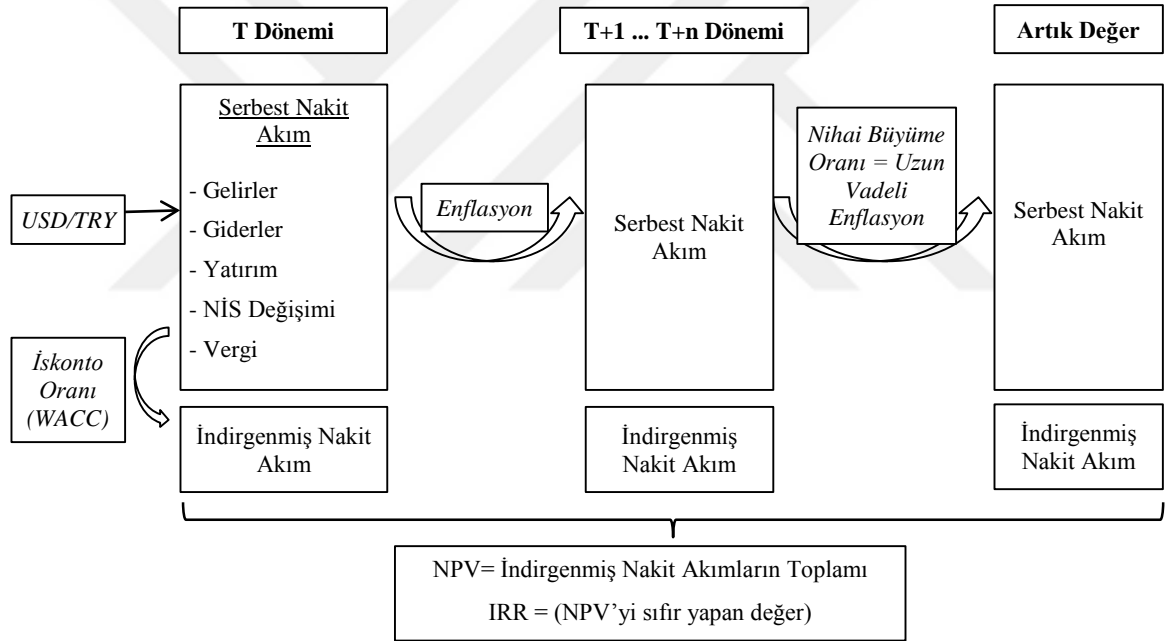 T Dönemi
T+1 ... T+n Dönemi
Artık Değer
Serbest Nakit
Akım
- Gelirler
- Giderler
- Yatırım
- NİS Değişimi
- Vergi
USD/TRY
İskonto
Oranı
(WACC)
Enflasyon
Serbest Nakit
Akım
Nihai Büyüme
Oranı = Uzun
Vadeli
Enflasyon
Serbest Nakit
Akım
İndirgenmiş Nakit
Akım
İndirgenmiş
Nakit Akım
İndirgenmiş
Nakit Akım
NPV= İndirgenmiş Nakit Akımların Toplamı
IRR = (NPV’yi sıfır yapan değer)